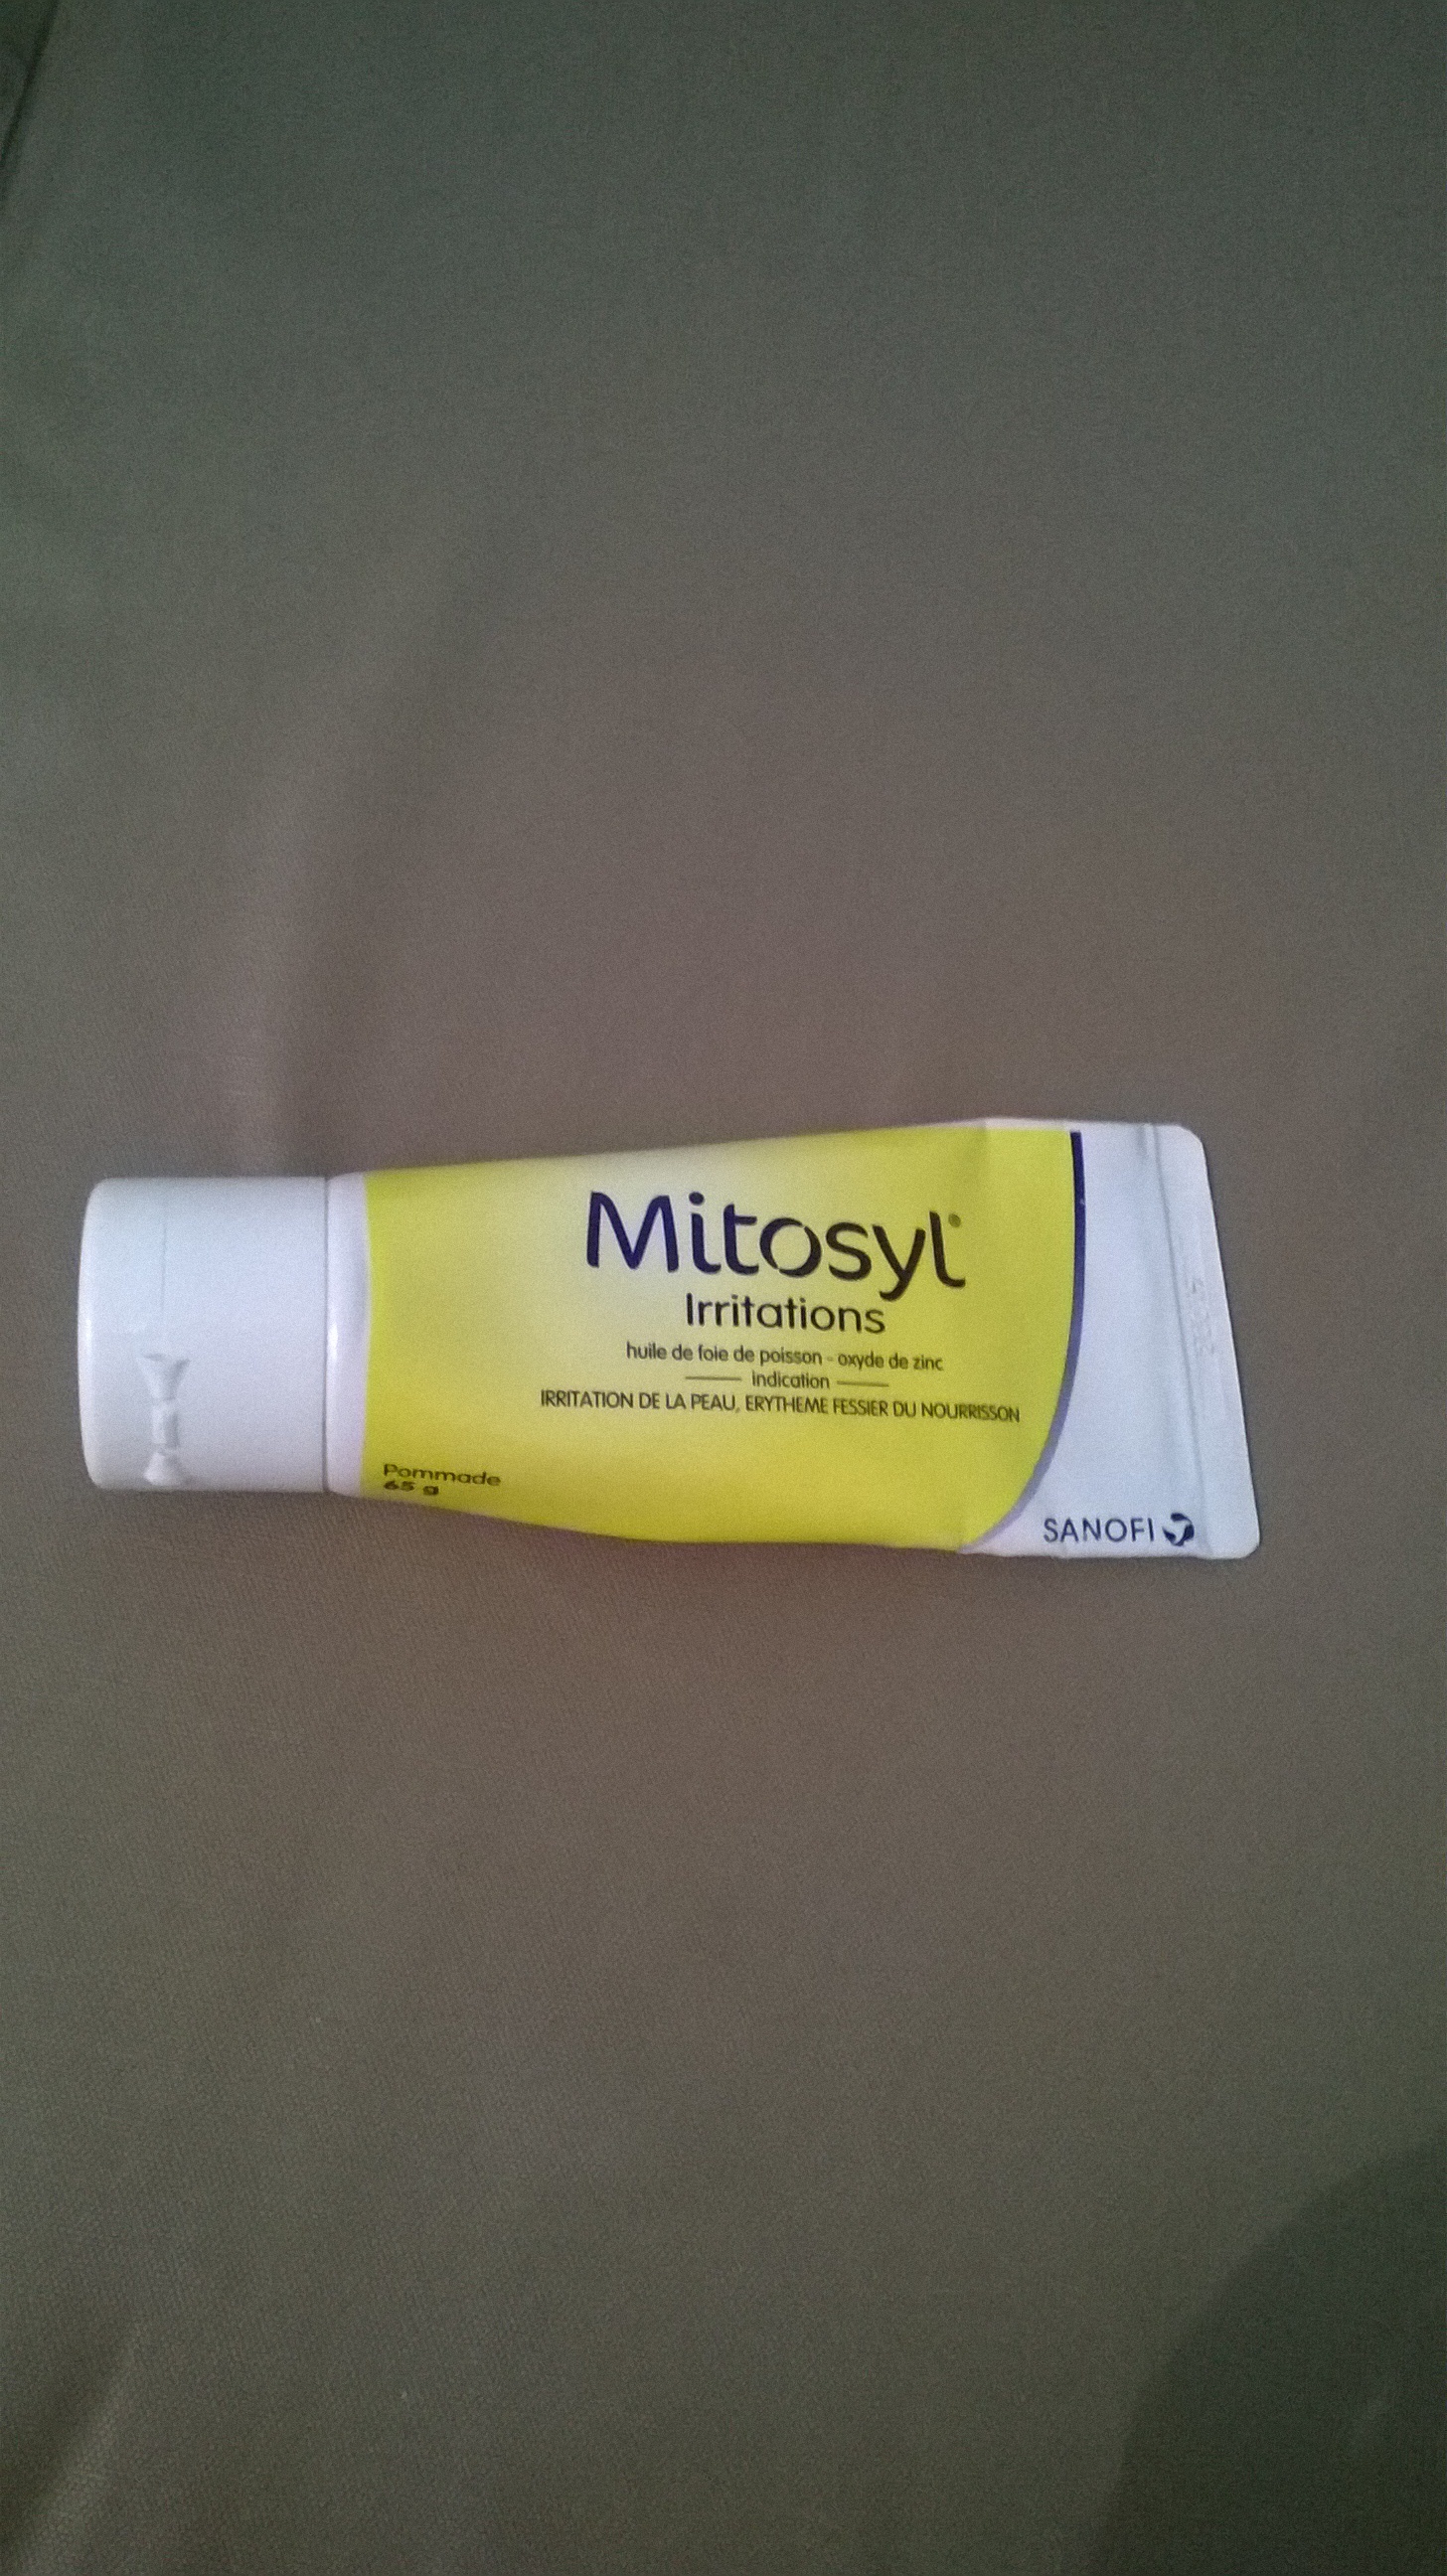 Mitosyl®
Irritations
huile de foie de poisson - oxyde de zinc
indication
IRRITATION DE LA PEAU, ERYTHEME FESSIER DU NOURRISSON
Pommade
65 g
SANOFI